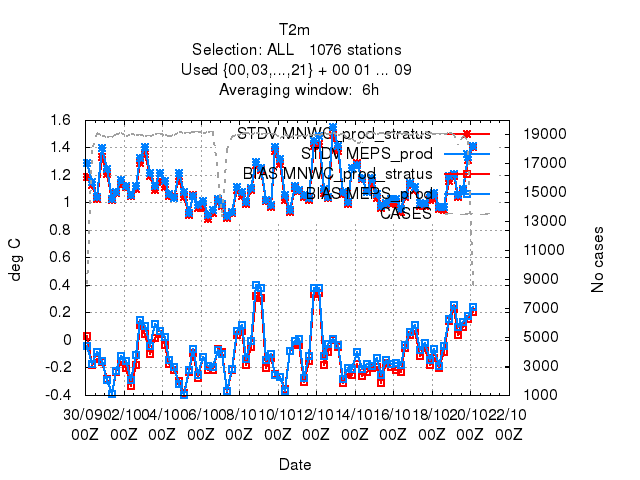 T2m
Selection: ALL 1076 stations
Used {00,03,...,21} + 00 01 ... 09
Averaging window: 6h
1.6
1.4
1.2
1
0.8
0.6
0.4
0.2
0
-0.2
-0.4
deg C
STDV MNWC_prod_stratus
STDV MEPS_prod
BIAS MNWC_prod_stratus
BIAS MEPS_prod
CASES
19000
17000
15000
13000
11000
9000
7000
5000
3000
1000
No cases
30/09 02/10 04/10 06/10 08/10 10/10 12/10 14/10 16/10 18/10 20/10 22/10
00Z 00Z 00Z 00Z 00Z 00Z 00Z 00Z 00Z 00Z 00Z 00Z
Date